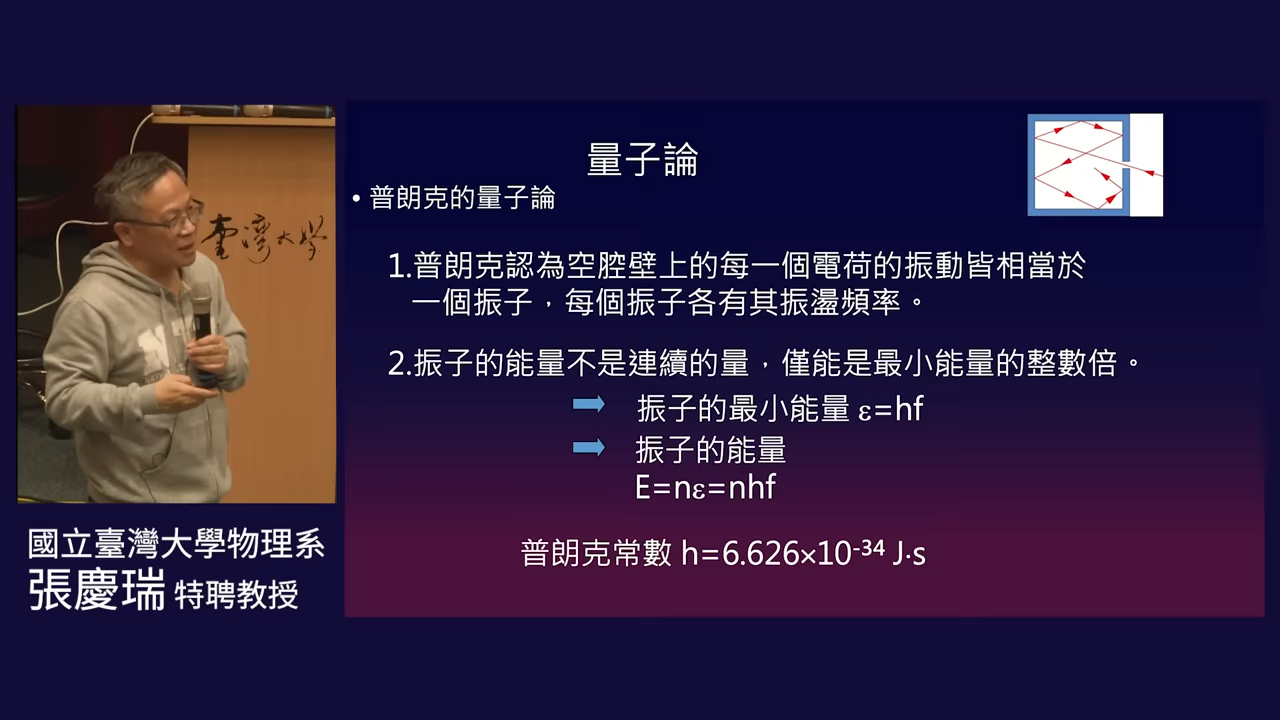 臺灣大學
國立臺灣大學物理系
張慶瑞 特聘教授
量子論
• 普朗克的量子論
1.普朗克認為空腔壁上的每一個電荷的振動皆相當於
一個振子，每個振子各有其振盪頻率。
2.振子的能量不是連續的量，僅能是最小能量的整數倍。
振子的最小能量 ε=hf
振子的能量
E=nε=nhf
普朗克常數 h=6.626×10⁻³⁴ J·s